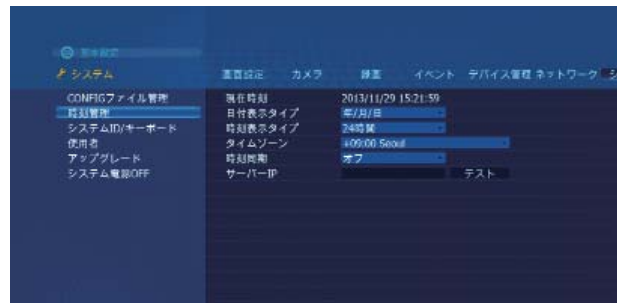 基本設定
システム
画面設定 カメラ 録画 イベント デバイス管理 ネットワーク
CONFIGファイル管理
時刻管理
システムID/キーボード
使用者
アップグレード
システム電源OFF
現在時刻 2013/11/29 15:21:59
日付表示タイプ 年/月/日
時刻表示タイプ 24時間
タイムゾーン +09:00 Seoul
時刻同期 オフ
サーバーIP テスト